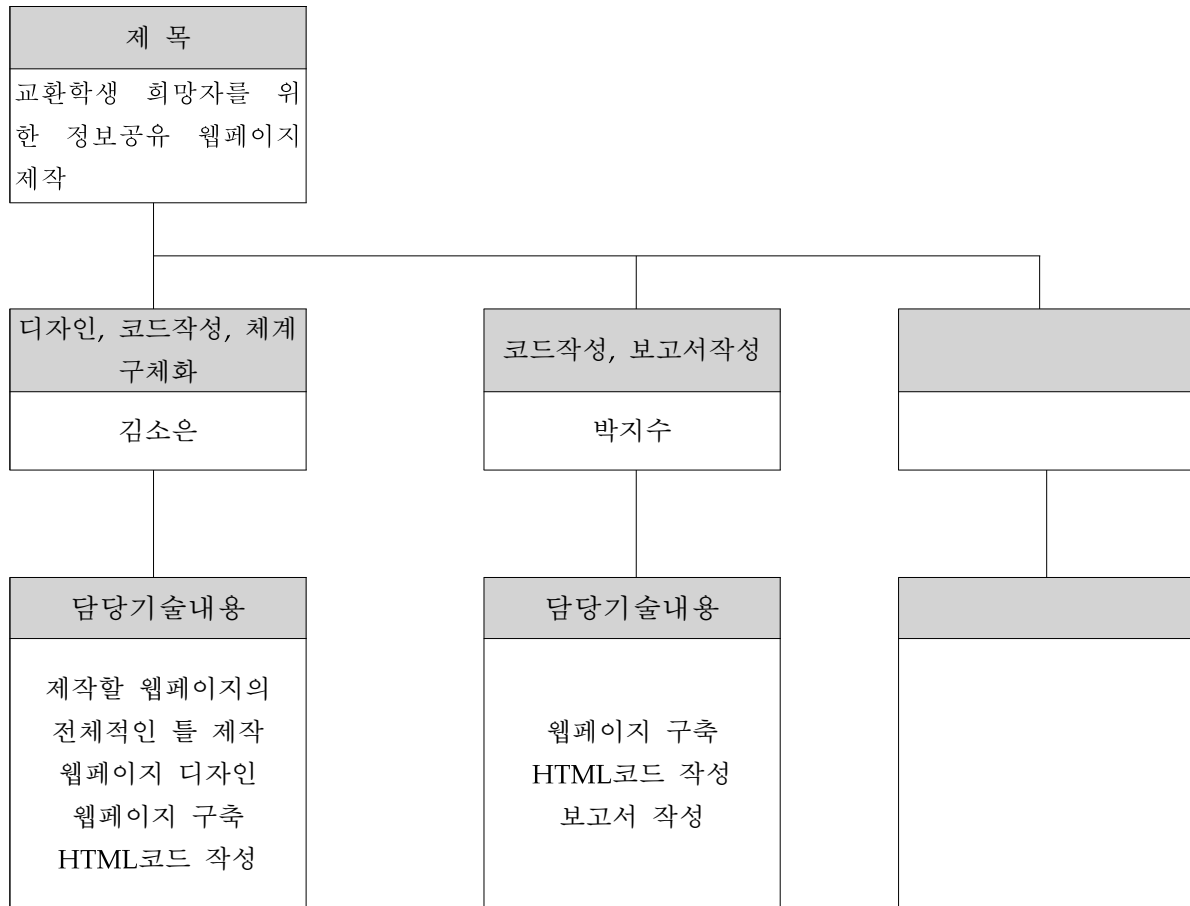 제 목
교환학생 희망자를 위
한 정보공유 웹페이지
제작
디자인, 코드작성, 체계
구체화
김소은
코드작성, 보고서작성
박지수
담당기술내용
제작할 웹페이지의
전체적인 틀 제작
웹페이지 디자인
웹페이지 구축
HTML코드 작성
담당기술내용
웹페이지 구축
HTML코드 작성
보고서 작성